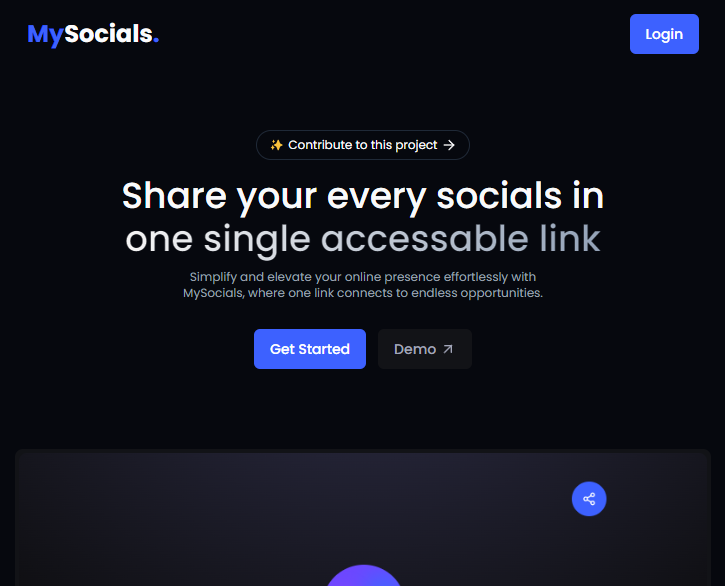 MySocials.
Login
✨ Contribute to this project →
Share your every socials in
one single accessable link
Simplify and elevate your online presence effortlessly with
MySocials, where one link connects to endless opportunities.
Get Started
Demo ↗